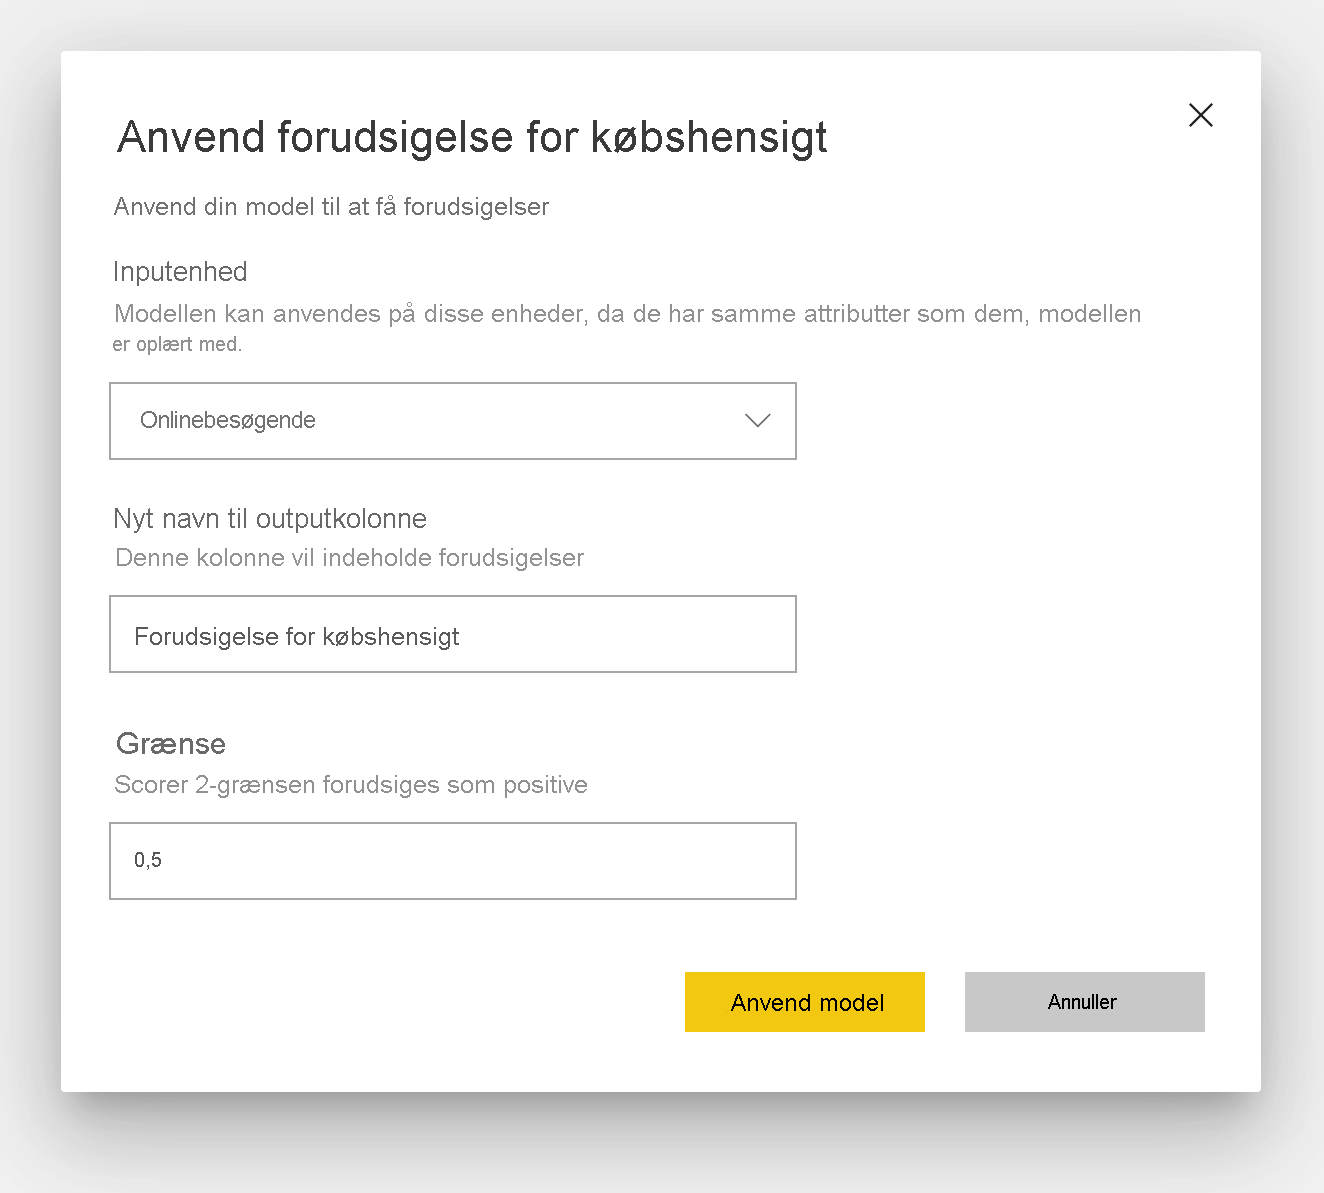 Anvend forudsigelse for købshensigt
Anvend din model til at få forudsigelser
Inputenhed
Modellen kan anvendes på disse enheder, da de har samme attributter som dem, modellen
er oplært med.
Onlinebesøgende
Nyt navn til outputkolonne
Denne kolonne vil indeholde forudsigelser
Forudsigelse for købshensigt
Grænse
Scorer 2-grænsen forudsiges som positive
0,5
Anvend model
Annuller